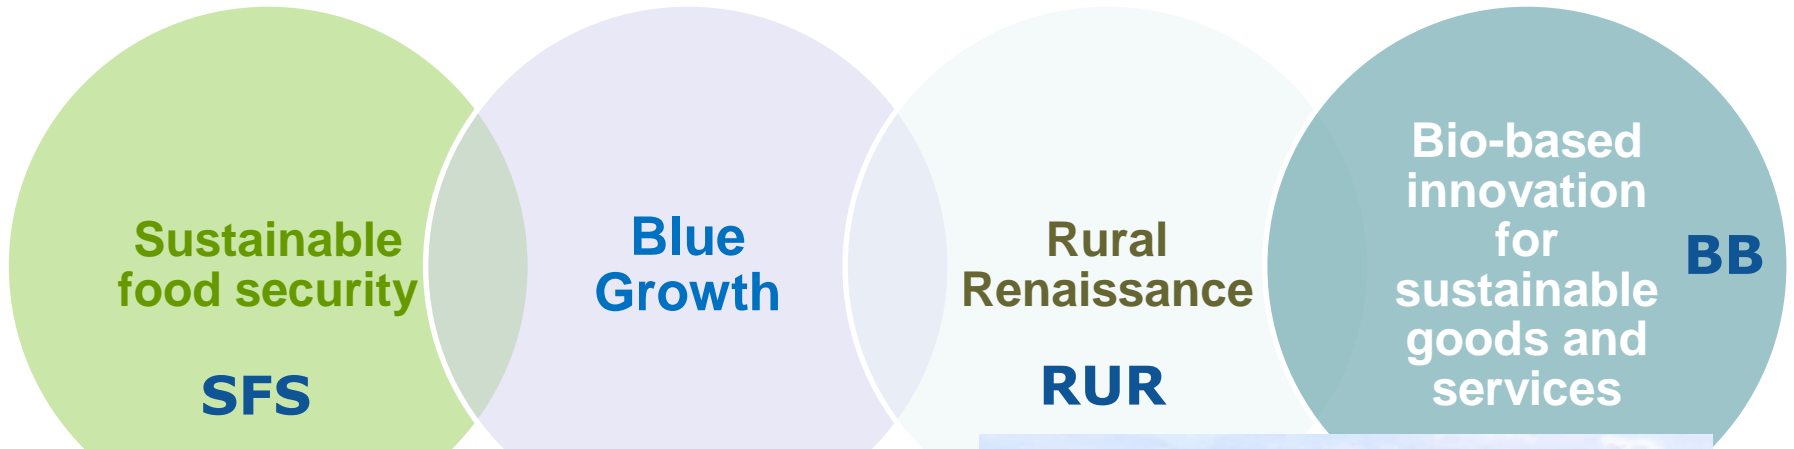 Sustainable
food security
SFS
Blue
Growth
Rural
Renaissance
RUR
Bio-based
innovation
for
sustainable
goods and
services
BB